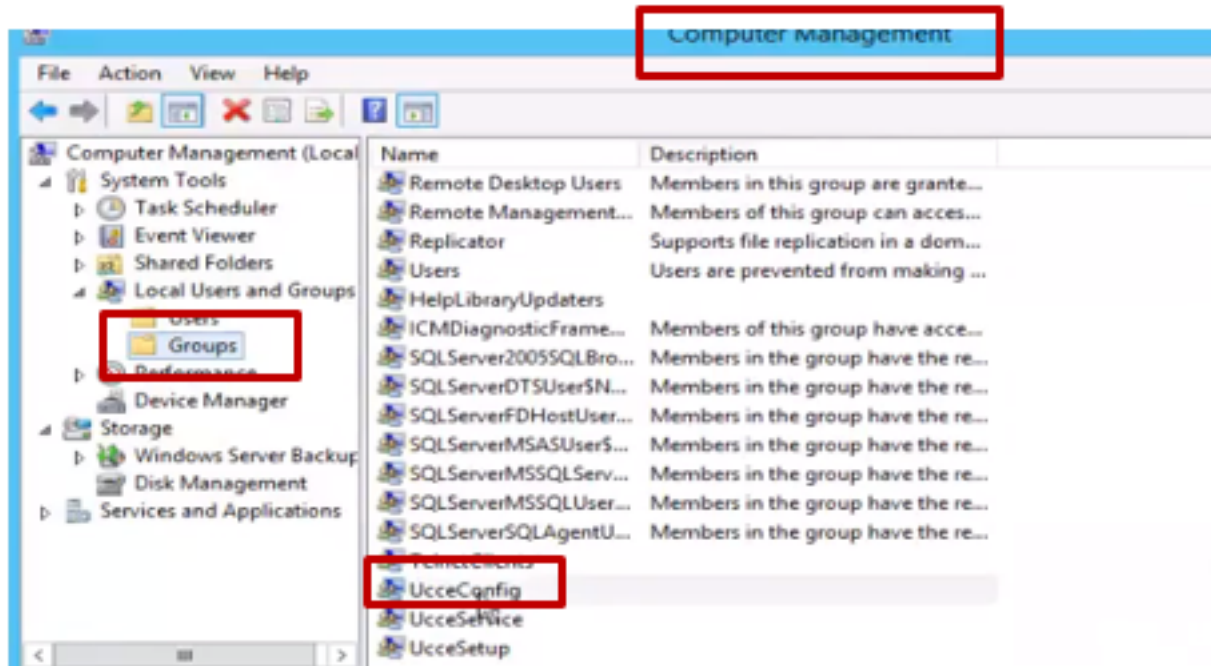 Computer Management
File Action View Help
Computer Management (Local
System Tools
Task Scheduler
Event Viewer
Shared Folders
Local Users and Groups
Users
Groups
Performance
Device Manager
Storage
Windows Server Backup
Disk Management
Services and Applications
Name Description
Remote Desktop Users Members in this group are grante...
Remote Management... Members of this group can acces...
Replicator Supports file replication in a dom...
Users Users are prevented from making ...
HelpLibraryUpdaters
ICMDiagnosticFrame... Members of this group have acce...
SQLServer2005SQLBro... Members in the group have the re...
SQLServerDTSUser$N... Members in the group have the re...
SQLServerFDHostUser... Members in the group have the re...
SQLServerMSASUser$... Members in the group have the re...
SQLServerMSSQLServ... Members in the group have the re...
SQLServerMSSQLUser... Members in the group have the re...
SQLServerSQLAgentU... Members in the group have the re...
TelnetClients
UcceConfig
UcceService
UcceSetup